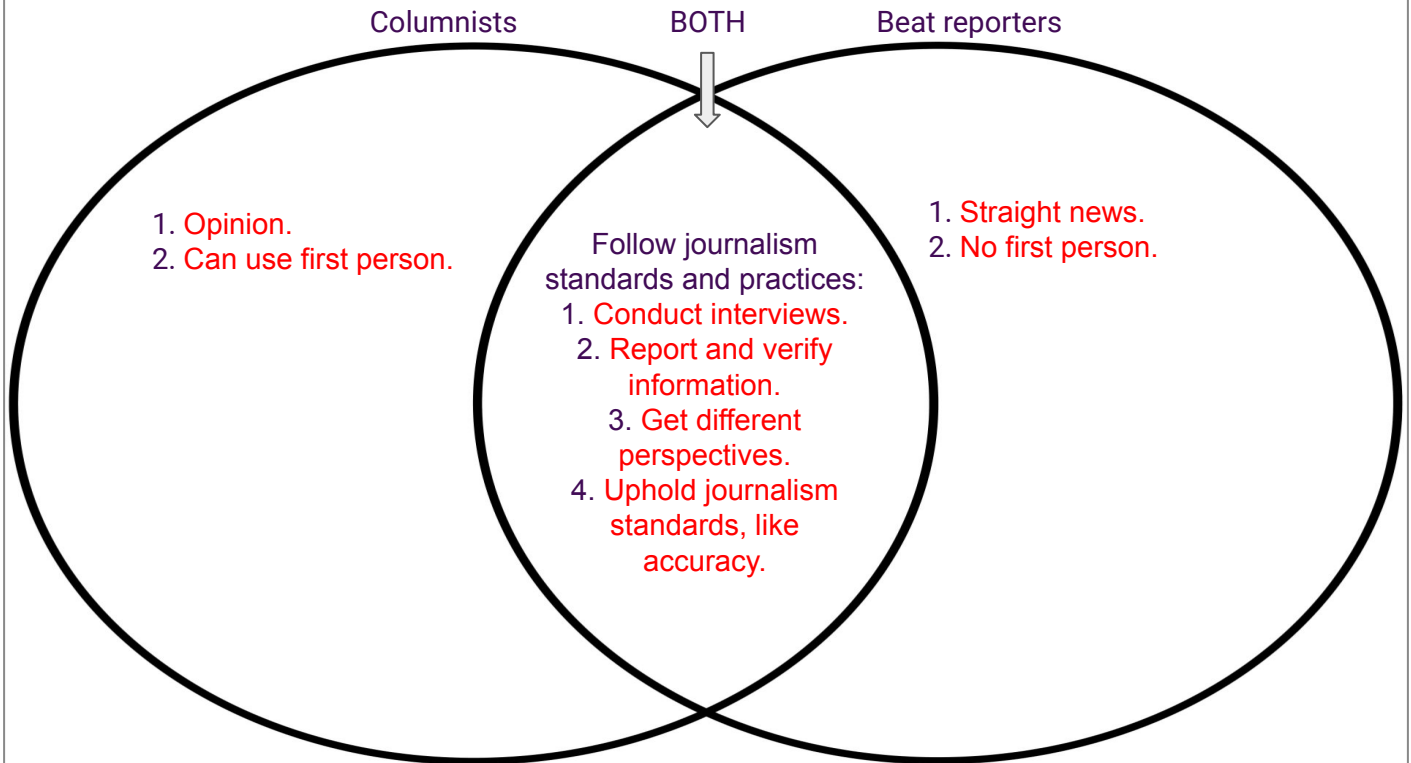 Columnists
BOTH
Beat reporters
1. Opinion.
2. Can use first person.
Follow journalism
standards and practices:
1. Conduct interviews.
2. Report and verify
information.
3. Get different
perspectives.
4. Uphold journalism
standards, like
accuracy.
1. Straight news.
2. No first person.